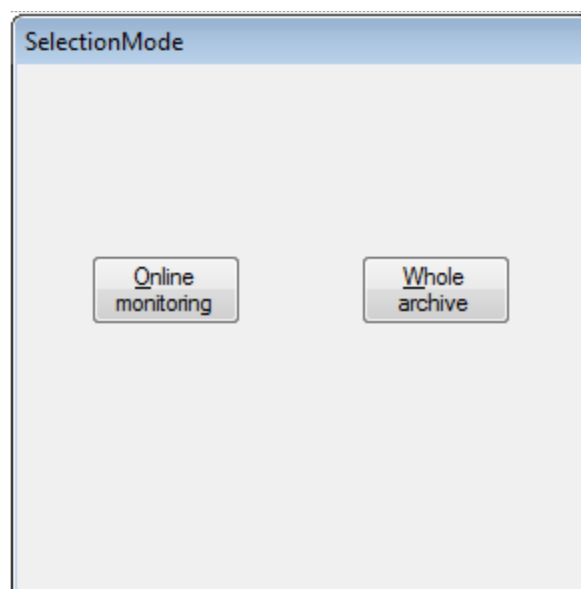 SelectionMode
Online
monitoring
Whole
archive